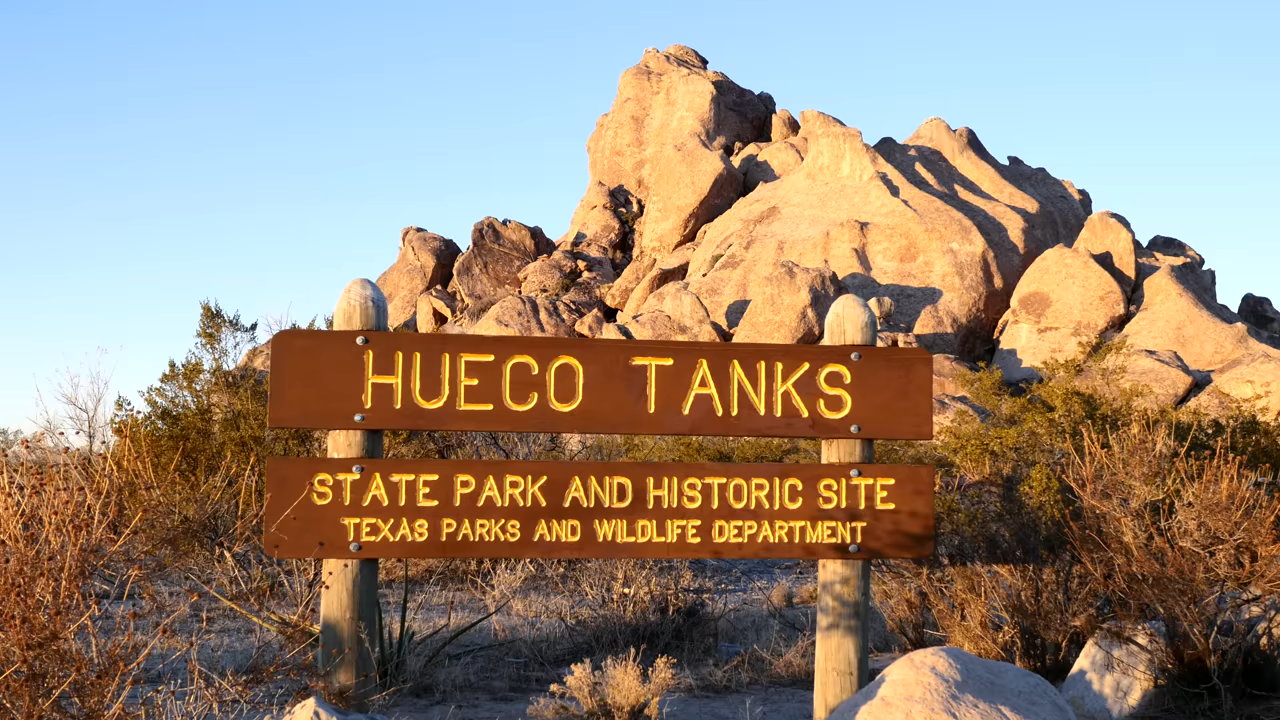 HUECO TANKS
STATE PARK AND HISTORIC SITE
TEXAS PARKS AND WILDLIFE DEPARTMENT